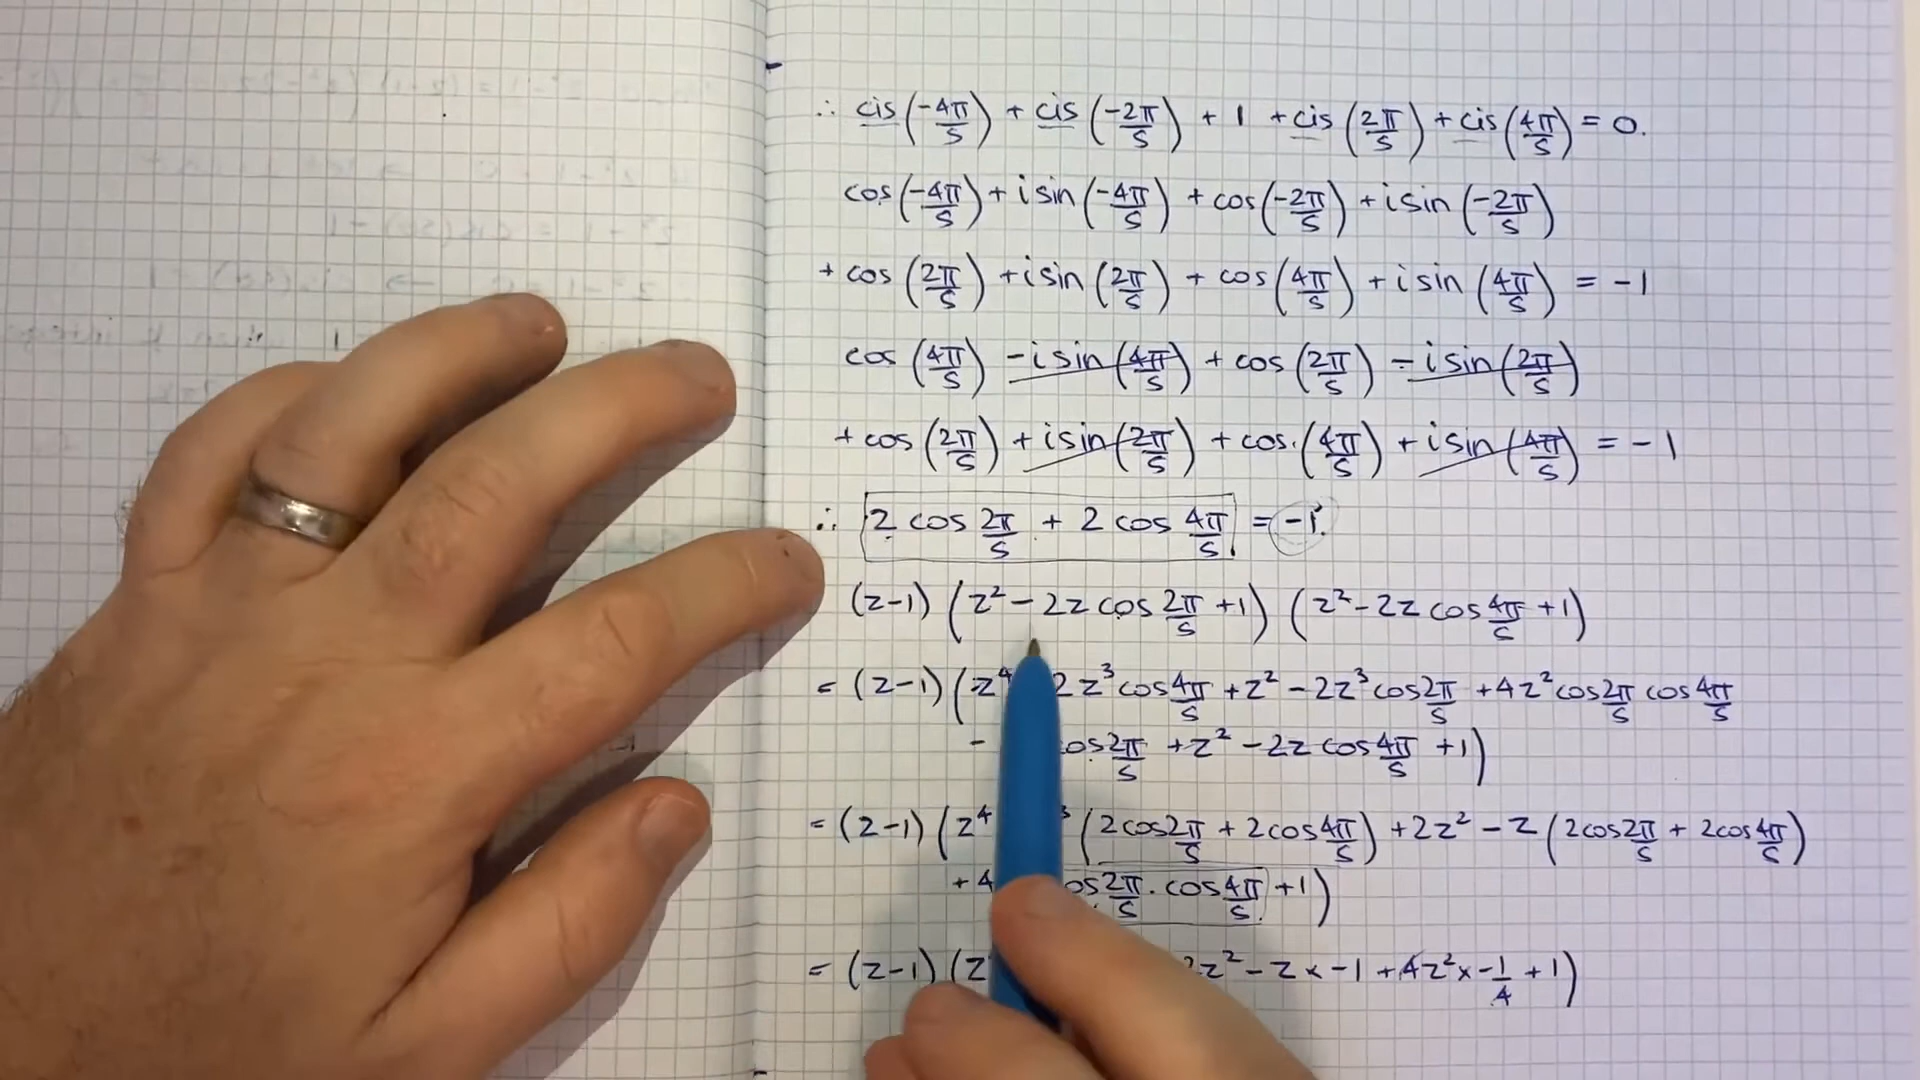 ∴ cis(-4π/5) + cis(-2π/5) + 1 + cis(2π/5) + cis(4π/5) = 0.
cos(-4π/5) + i sin(-4π/5) + cos(-2π/5) + i sin(-2π/5)
+ cos(2π/5) + i sin(2π/5) + cos(4π/5) + i sin(4π/5) = -1
cos(4π/5) - i sin(4π/5) + cos(2π/5) - i sin(2π/5)
+ cos(2π/5) + i sin(2π/5) + cos(4π/5) + i sin(4π/5) = -1
∴ 2 cos 2π/5 + 2 cos 4π/5 = -1.
(z-1)(z² - 2z cos 2π/5 + 1)(z² - 2z cos 4π/5 + 1)
= (z-1)(z⁴ 2z³ cos 4π/5 + z² - 2z³ cos 2π/5 + 4z² cos 2π/5 cos 4π/5
- os 2π/5 + z² - 2z cos 4π/5 + 1)
= (z-1)(z⁴ ³(2cos 2π/5 + 2cos 4π/5) + 2z² - z(2cos 2π/5 + 2cos 4π/5)
+ 4 os 2π/5 . cos 4π/5 + 1)
= (z-1)(z 2z² - z × -1 + 4z² × -1/4 + 1)